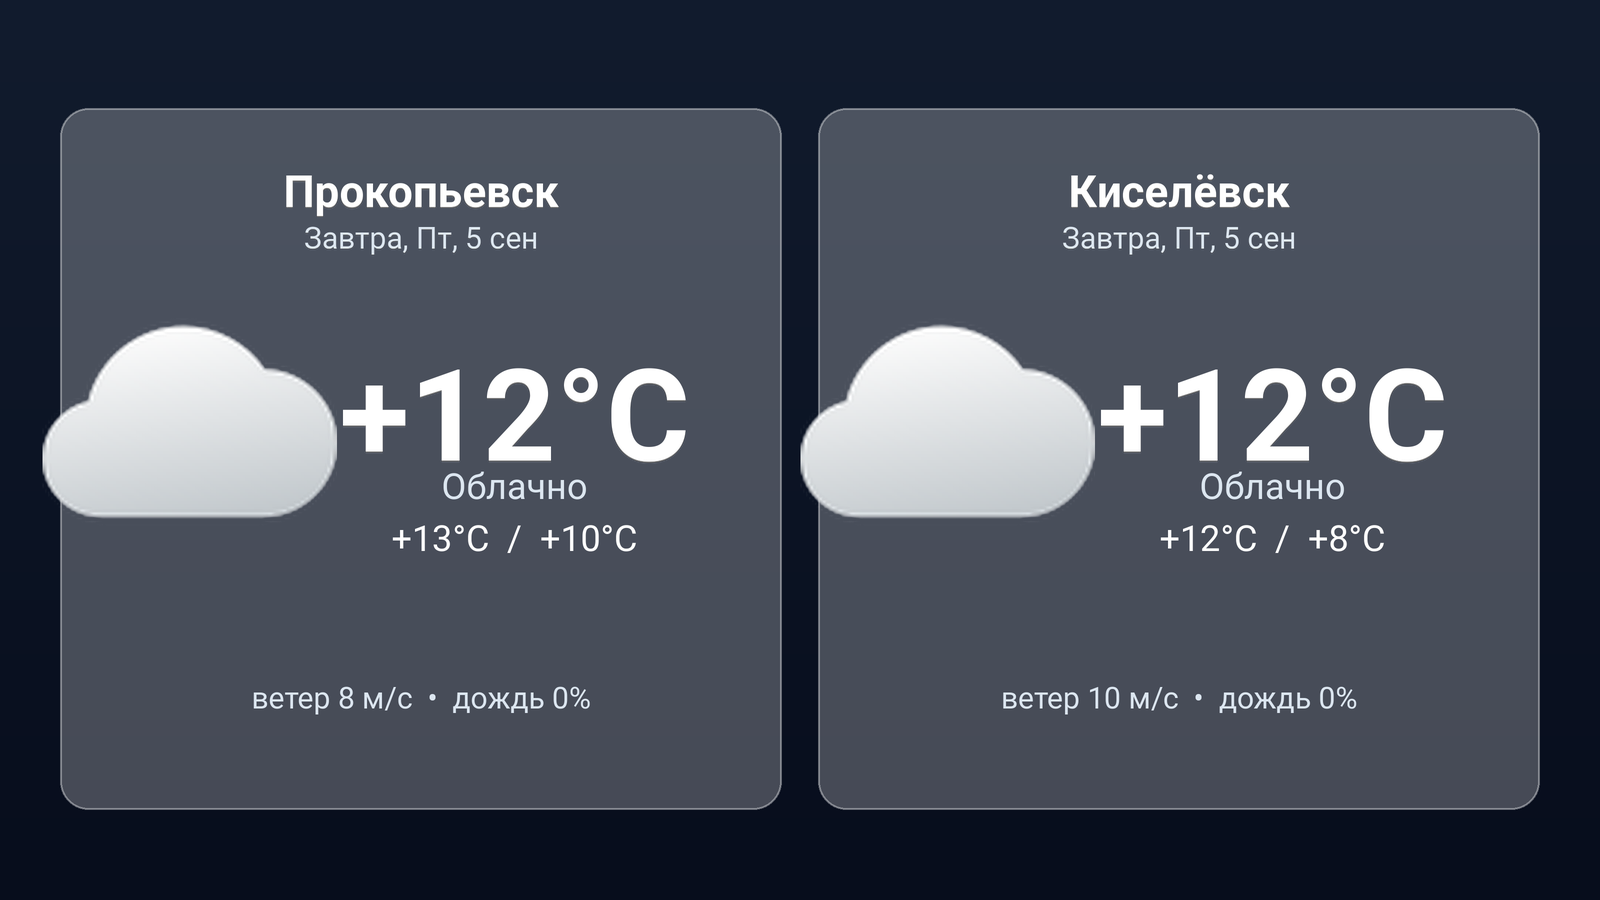 Прокопьевск
Завтра, Пт, 5 сен
+12°C
Облачно
+13°C / +10°C
ветер 8 м/с • дождь 0%
Киселёвск
Завтра, Пт, 5 сен
+12°C
Облачно
+12°C / +8°C
ветер 10 м/с • дождь 0%